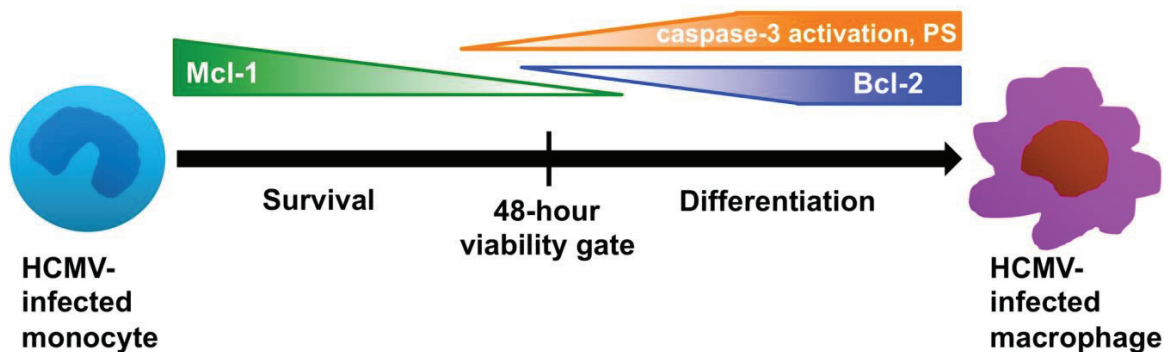 caspase-3 activation, PS
Mcl-1
Bcl-2
Survival
48-hour
viability gate
Differentiation
HCMV-
infected
monocyte
HCMV-
infected
macrophage